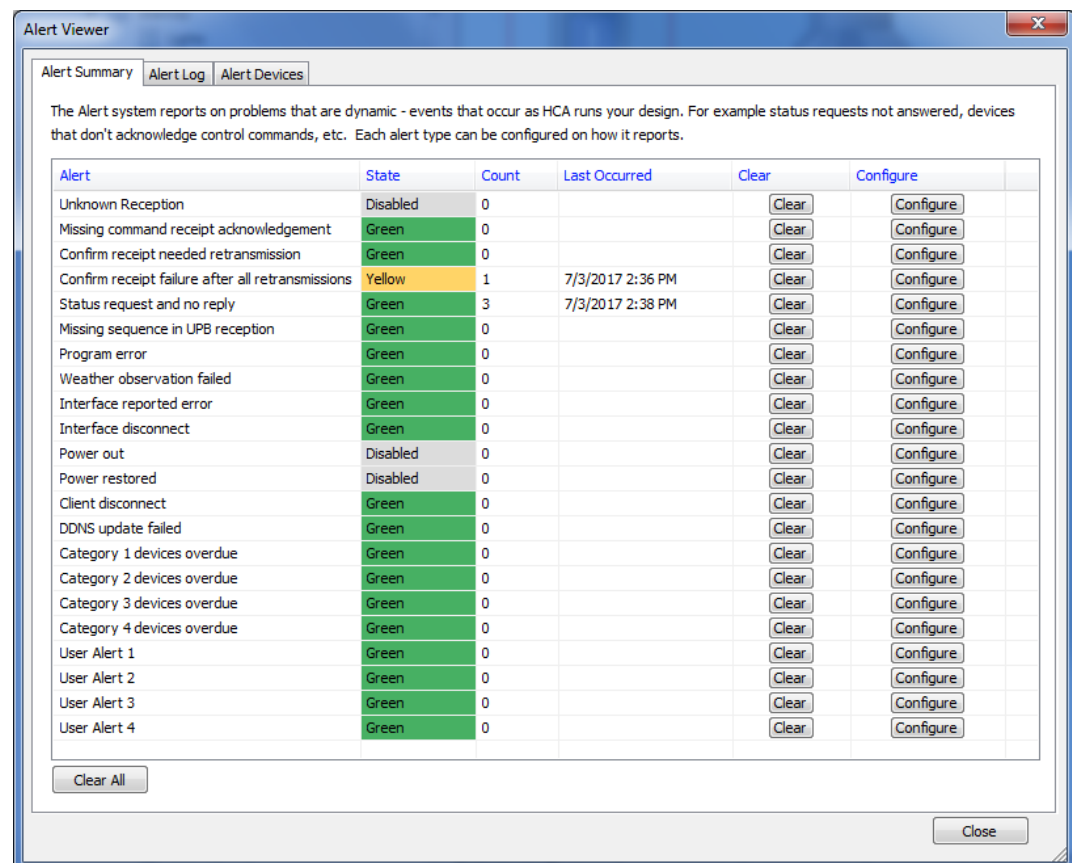 Alert Viewer
Alert Summary Alert Log Alert Devices
The Alert system reports on problems that are dynamic - events that occur as HCA runs your design. For example status requests not answered, devices
that don't acknowledge control commands, etc. Each alert type can be configured on how it reports.
Alert State Count Last Occurred Clear Configure
Unknown Reception Disabled 0 Clear Configure
Missing command receipt acknowledgement Green 0 Clear Configure
Confirm receipt needed retransmission Green 0 Clear Configure
Confirm receipt failure after all retransmissions Yellow 1 7/3/2017 2:36 PM Clear Configure
Status request and no reply Green 3 7/3/2017 2:38 PM Clear Configure
Missing sequence in UPB reception Green 0 Clear Configure
Program error Green 0 Clear Configure
Weather observation failed Green 0 Clear Configure
Interface reported error Green 0 Clear Configure
Interface disconnect Green 0 Clear Configure
Power out Disabled 0 Clear Configure
Power restored Disabled 0 Clear Configure
Client disconnect Green 0 Clear Configure
DDNS update failed Green 0 Clear Configure
Category 1 devices overdue Green 0 Clear Configure
Category 2 devices overdue Green 0 Clear Configure
Category 3 devices overdue Green 0 Clear Configure
Category 4 devices overdue Green 0 Clear Configure
User Alert 1 Green 0 Clear Configure
User Alert 2 Green 0 Clear Configure
User Alert 3 Green 0 Clear Configure
User Alert 4 Green 0 Clear Configure
Clear All
Close